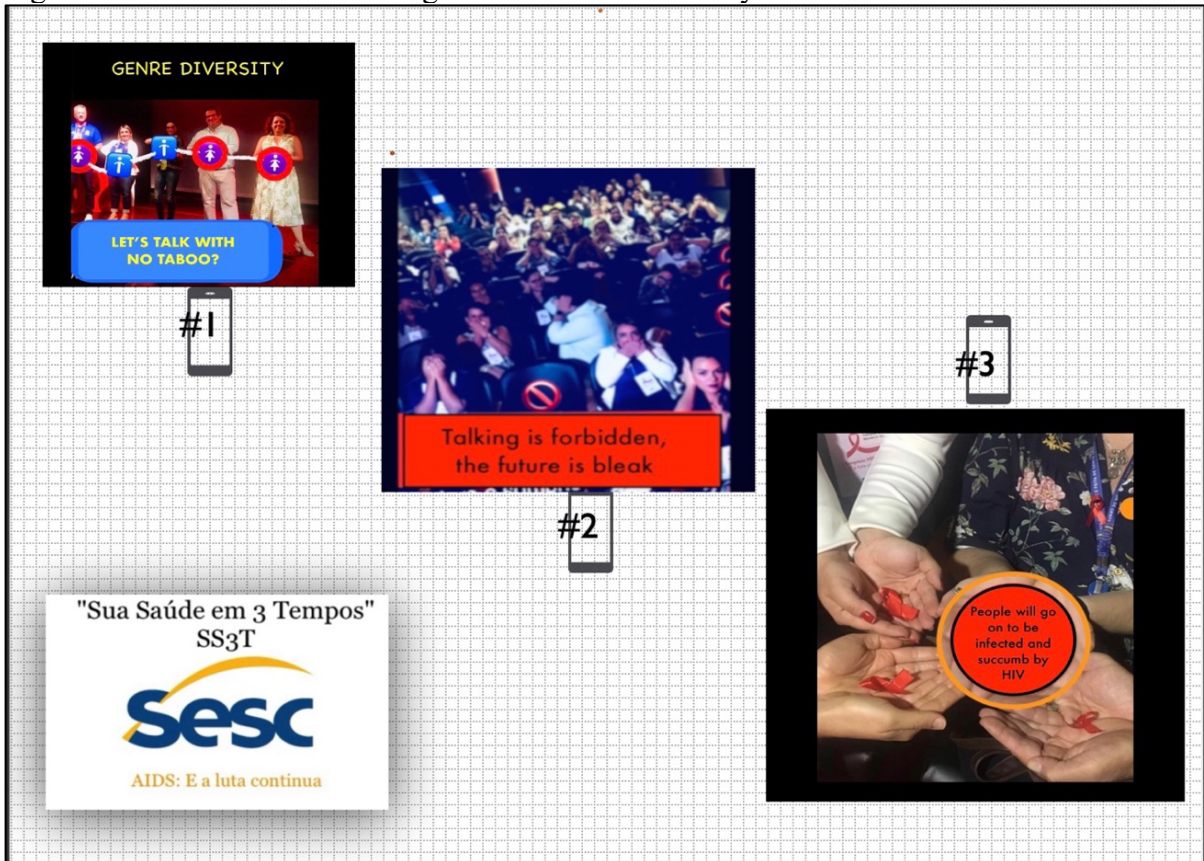 GENRE DIVERSITY
LET'S TALK WITH
NO TABOO?
#1
Talking is forbidden,
the future is bleak
#2
#3
People will go
on to be
infected and
succumb by
HIV
"Sua Saúde em 3 Tempos"
SS3T
Sesc
AIDS: E a luta continua